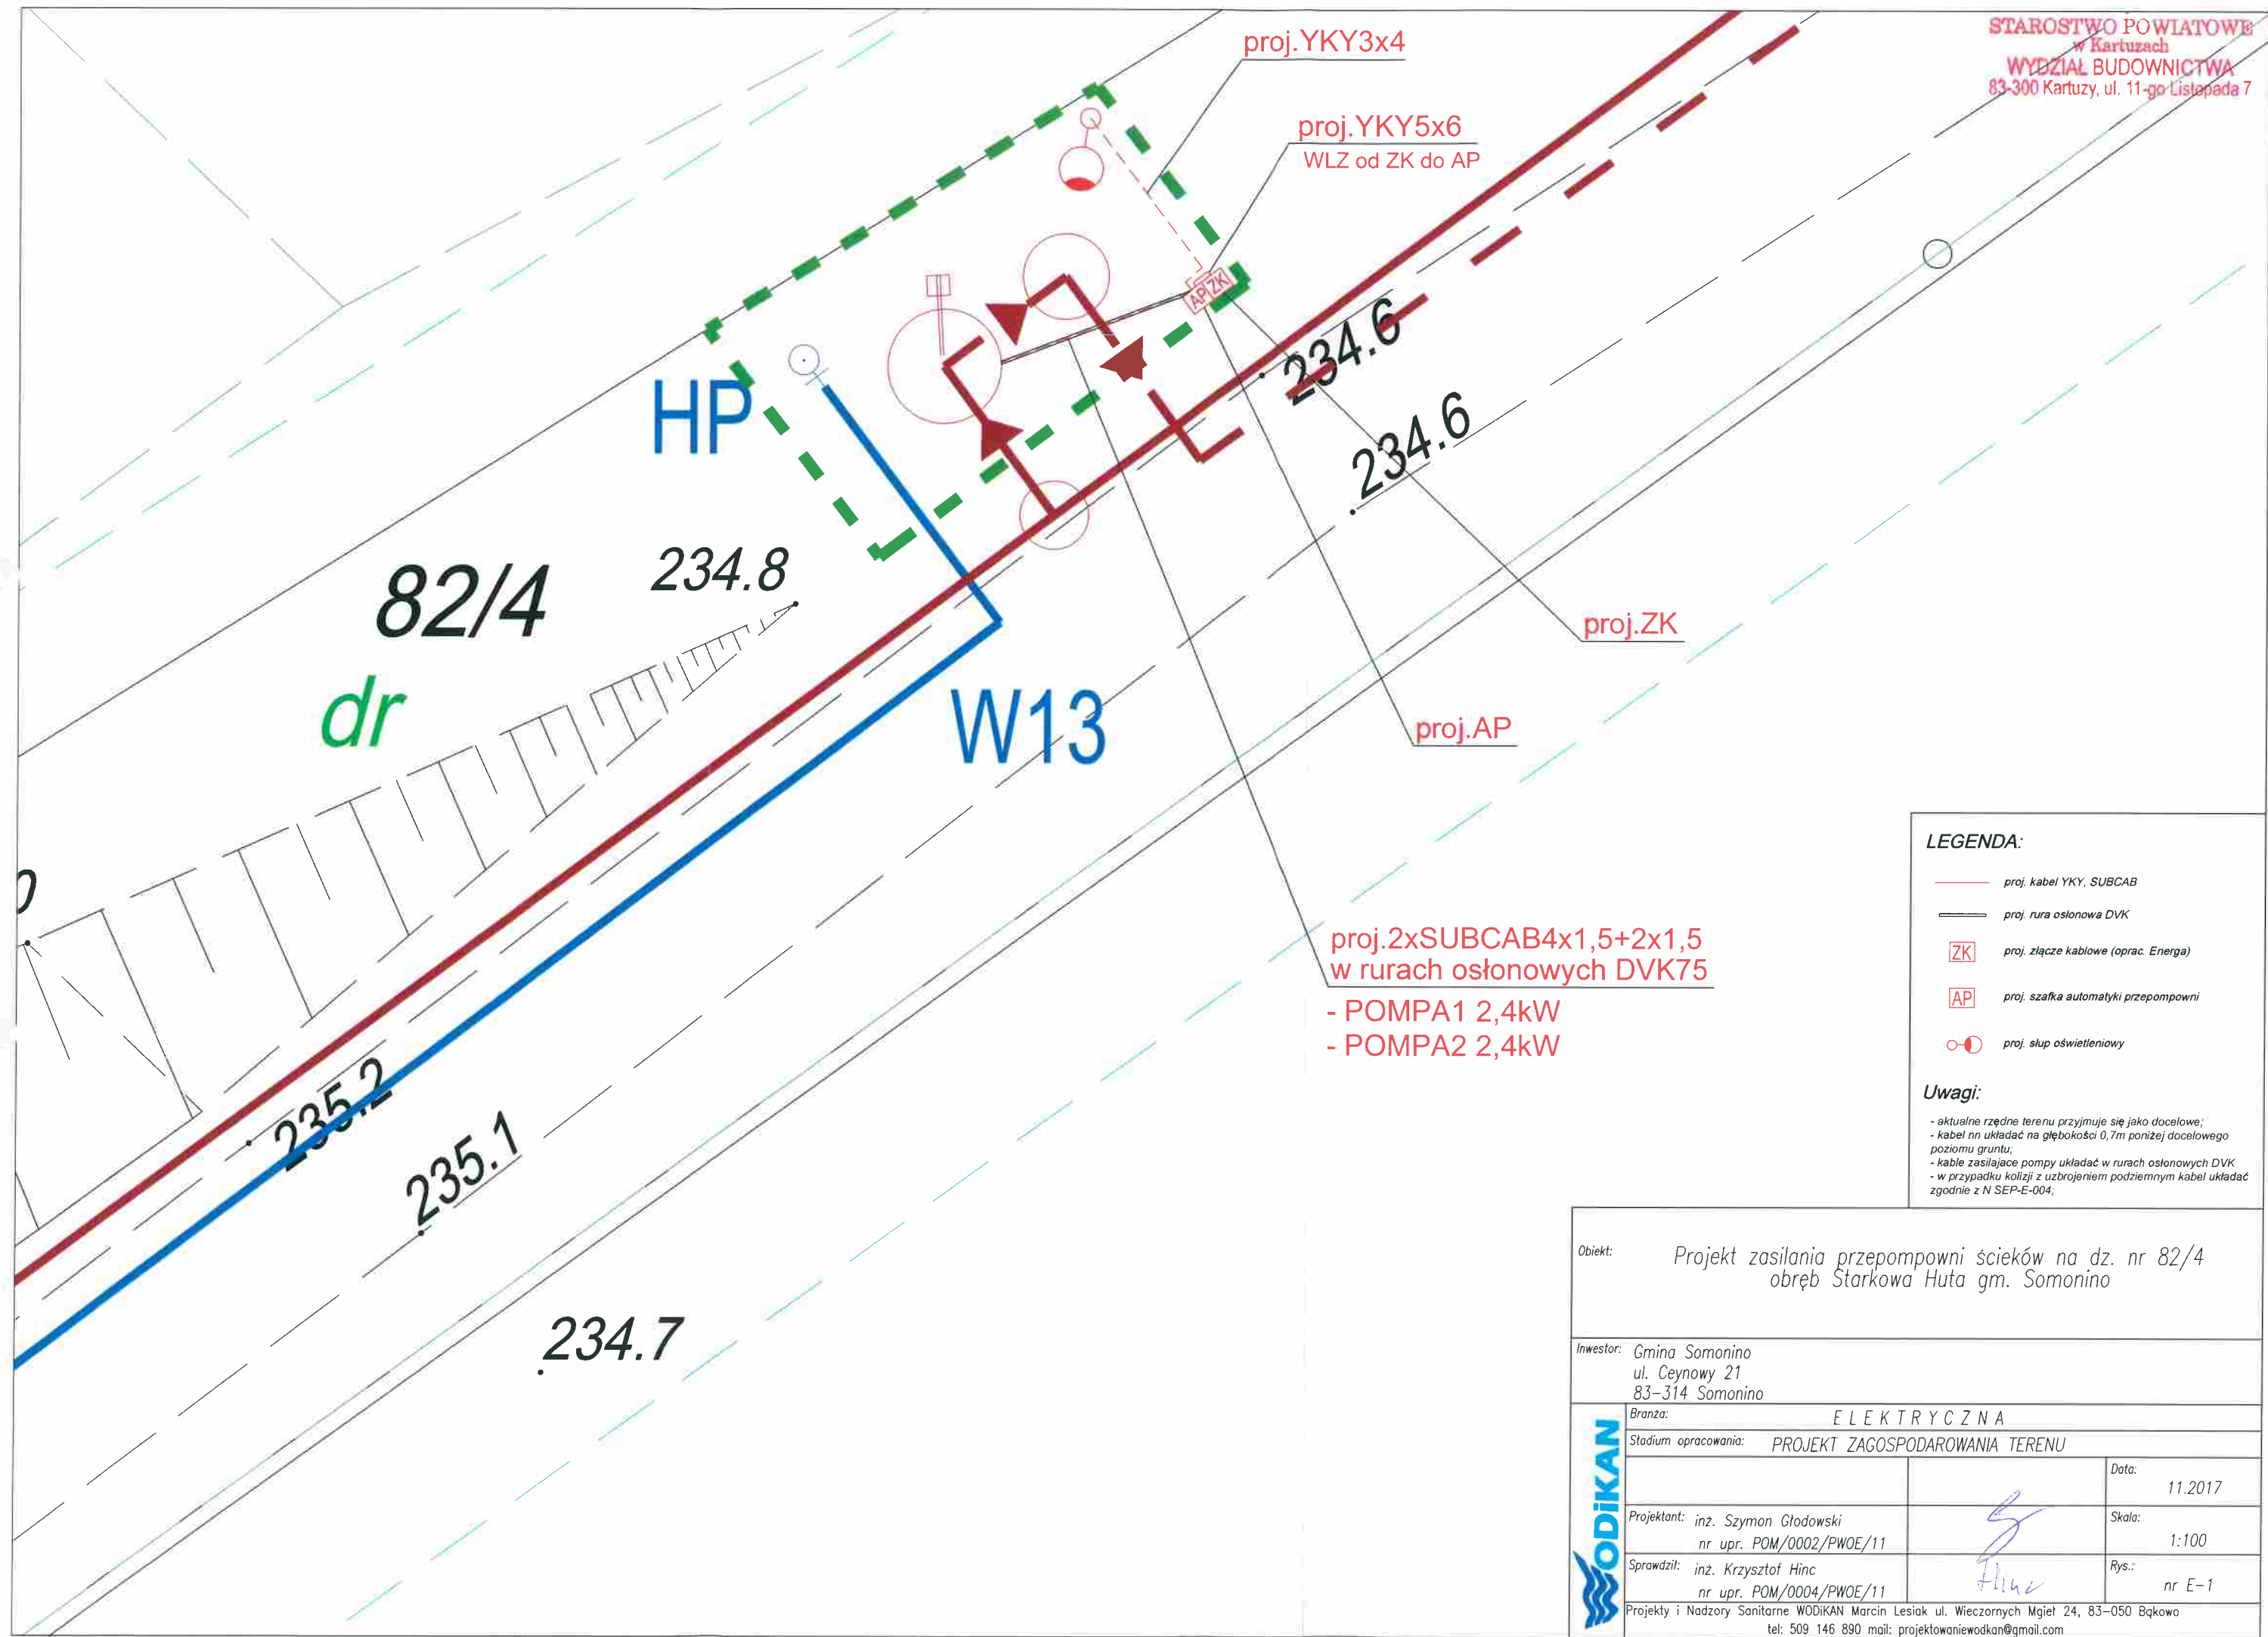 STAROSTWO POWIATOWE
w Kartuzach
WYDZIAŁ BUDOWNICTWA
83-300 Kartuzy, ul. 11-go Listopada 7
proj.YKY3x4
proj.YKY5x6
WLZ od ZK do AP
AP
ZK
HP
234.6
234.6
82/4
234.8
dr
W13
proj.ZK
proj.AP
proj.2xSUBCAB4x1,5+2x1,5
w rurach osłonowych DVK75
- POMPA1 2,4kW
- POMPA2 2,4kW
235.2
235.1
234.7
LEGENDA:
proj. kabel YKY, SUBCAB
proj. rura osłonowa DVK
ZK proj. złącze kablowe (oprac. Energa)
AP proj. szafka automatyki przepompowni
proj. słup oświetleniowy
Uwagi:
- aktualne rzędne terenu przyjmuje się jako docelowe;
- kabel nn układać na głębokości 0,7m poniżej docelowego
poziomu gruntu;
- kable zasilajace pompy układać w rurach osłonowych DVK
- w przypadku kolizji z uzbrojeniem podziemnym kabel układać
zgodnie z N SEP-E-004;
Obiekt: Projekt zasilania przepompowni ścieków na dz. nr 82/4
obręb Starkowa Huta gm. Somonino
Inwestor: Gmina Somonino
ul. Ceynowy 21
83-314 Somonino
WODiKAN
Branża: ELEKTRYCZNA
Stadium opracowania: PROJEKT ZAGOSPODAROWANIA TERENU
Data:
11.2017
Projektant: inż. Szymon Głodowski
nr upr. POM/0002/PWOE/11
Skala:
1:100
Sprawdził: inż. Krzysztof Hinc
nr upr. POM/0004/PWOE/11
Rys.:
nr E-1
Projekty i Nadzory Sanitarne WODiKAN Marcin Lesiak ul. Wieczornych Mgieł 24, 83-050 Bąkowo
tel: 509 146 890 mail: projektowaniewodkan@gmail.com